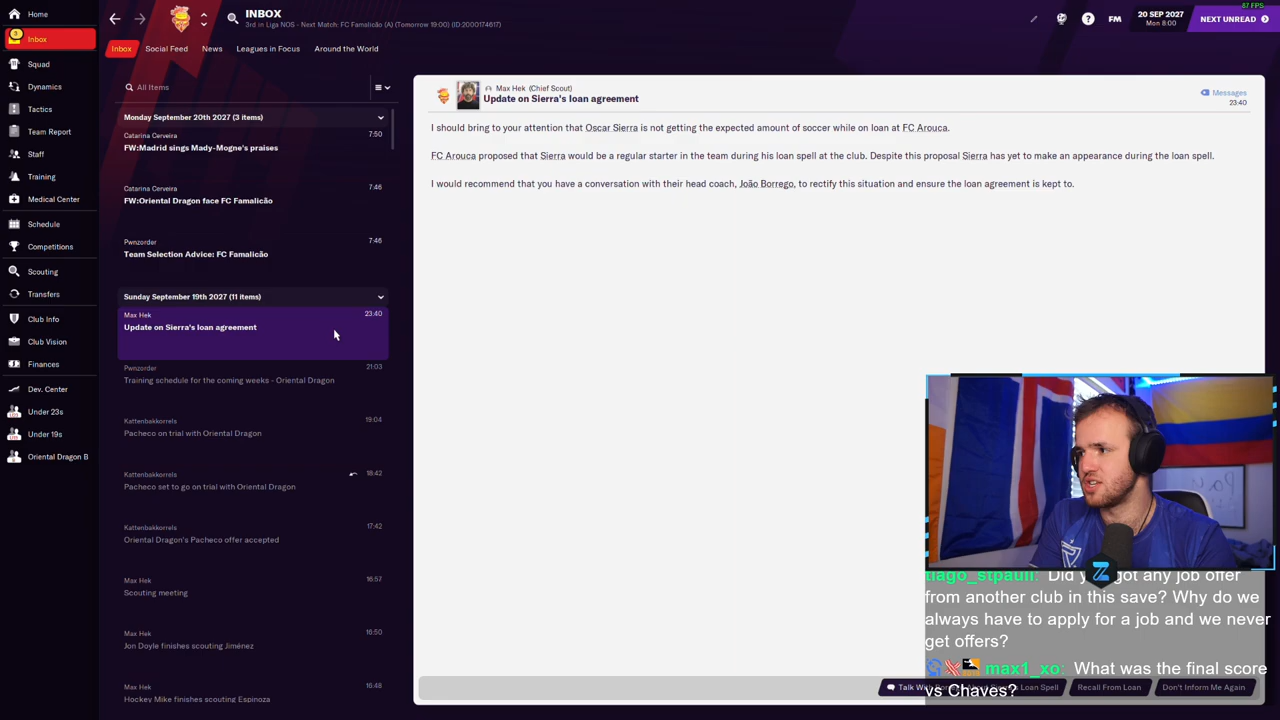 87 FPS
Home
INBOX
3rd in Liga NOS - Next Match: FC Famalicão (A) (Tomorrow 19:00) (ID:2000174617)
FM
20 SEP 2027
Mon 8:00
NEXT UNREAD
3
Inbox
Squad
Dynamics
Tactics
Team Report
Staff
Training
Medical Center
Schedule
Competitions
Scouting
Transfers
Club Info
Club Vision
Finances
Dev. Center
Under 23s
Under 19s
Oriental Dragon B
Inbox Social Feed News Leagues in Focus Around the World
All Items
Monday September 20th 2027 (3 items)
Catarina Cerveira 7:50
FW:Madrid sings Mady-Mogne's praises
Catarina Cerveira 7:46
FW:Oriental Dragon face FC Famalicão
Pwnzorder 7:46
Team Selection Advice: FC Famalicão
Sunday September 19th 2027 (11 items)
Max Hek 23:40
Update on Sierra's loan agreement
Pwnzorder 21:03
Training schedule for the coming weeks - Oriental Dragon
Kattenbakkorrels 19:04
Pacheco on trial with Oriental Dragon
Kattenbakkorrels 18:42
Pacheco set to go on trial with Oriental Dragon
Kattenbakkorrels 17:42
Oriental Dragon's Pacheco offer accepted
Max Hek 16:57
Scouting meeting
Max Hek 16:50
Jon Doyle finishes scouting Jiménez
Max Hek 16:48
Hockey Mike finishes scouting Espinoza
Max Hek (Chief Scout)
Update on Sierra's loan agreement
Messages
23:40
I should bring to your attention that Oscar Sierra is not getting the expected amount of soccer while on loan at FC Arouca.
FC Arouca proposed that Sierra would be a regular starter in the team during his loan spell at the club. Despite this proposal Sierra has yet to make an appearance during the loan spell.
I would recommend that you have a conversation with their head coach, João Borrego, to rectify this situation and ensure the loan agreement is kept to.
tiago_stpauli: Did you got any job offer
from another club in this save? Why do we
always have to apply for a job and we never
get offers?
max1_xo: What was the final score
vs Chaves?
Talk W Loan Spell
Recall From Loan
Don't Inform Me Again